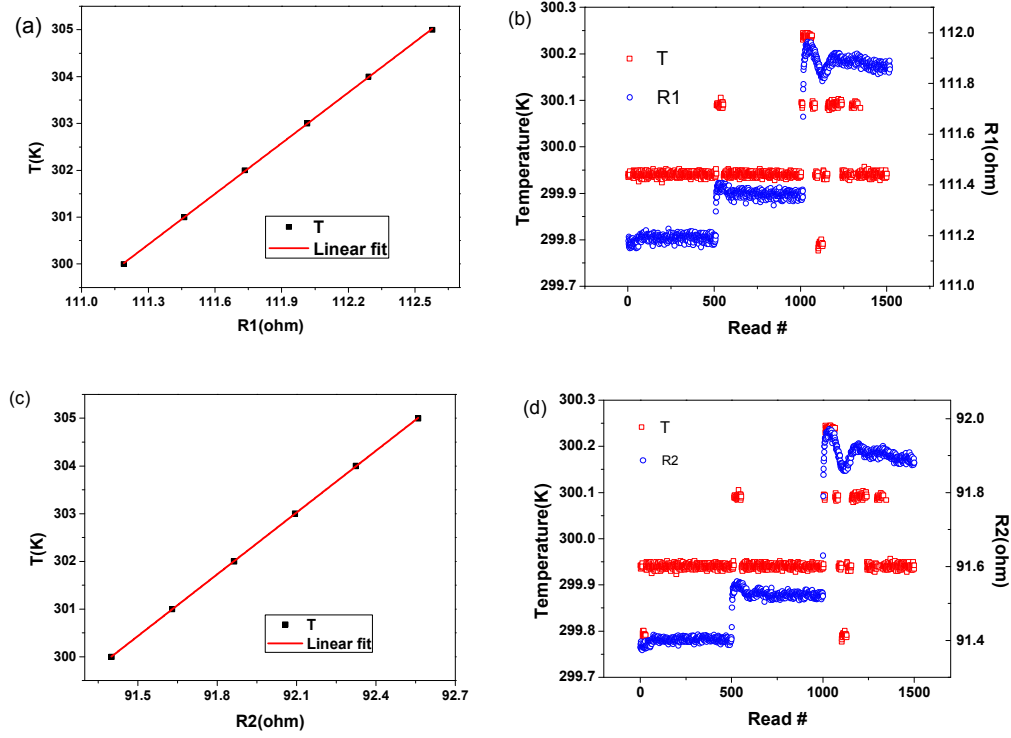 (a)
305
304
303
302
301
300
T(K)
T
Linear fit
111.0
111.3
111.6
111.9
112.2
112.5
R1(ohm)
(b)
300.3
300.2
300.1
300.0
299.9
299.8
299.7
Temperature(K)
T
R1
112.0
111.8
111.6
111.4
111.2
111.0
R1(ohm)
0
500
1000
1500
Read #
(c)
305
304
303
302
301
300
T(K)
T
Linear fit
91.5
91.8
92.1
92.4
92.7
R2(ohm)
(d)
300.3
300.2
300.1
300.0
299.9
299.8
299.7
Temperature(K)
T
R2
92.0
91.8
91.6
91.4
R2(ohm)
0
500
1000
1500
Read #